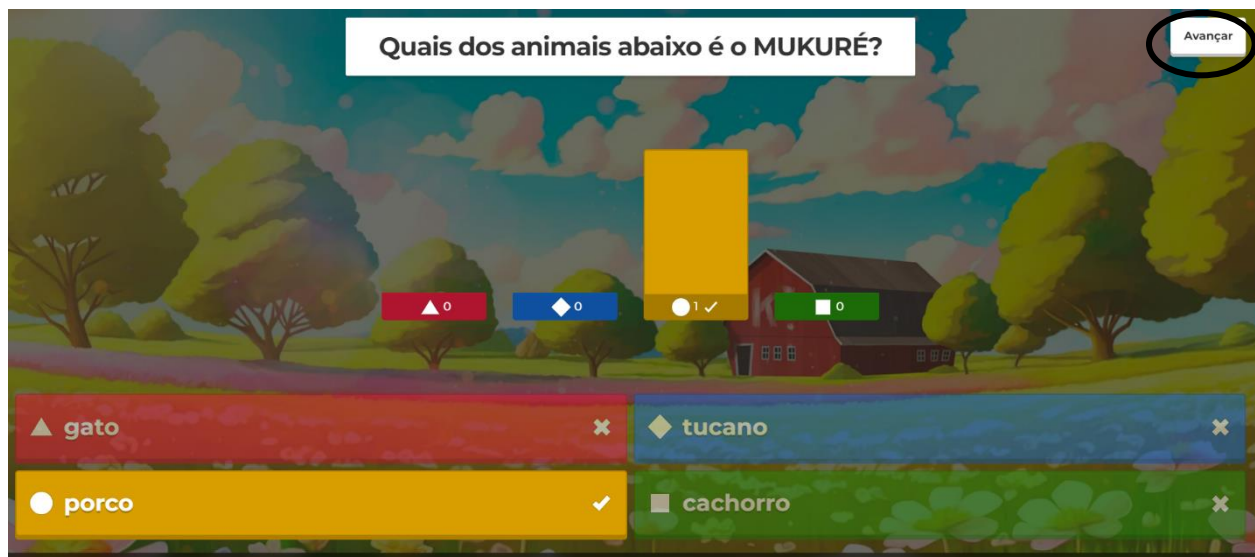 Quais dos animais abaixo é o MUKURÉ?
Avançar
0
0
1
0
K!
gato
tucano
porco
cachorro